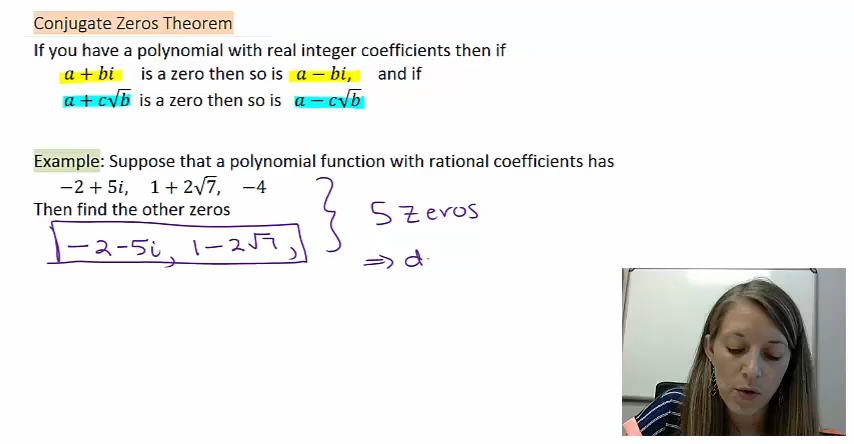 Conjugate Zeros Theorem
If you have a polynomial with real integer coefficients then if
a + bi is a zero then so is a − bi, and if
a + c√b is a zero then so is a − c√b
Example: Suppose that a polynomial function with rational coefficients has
−2 + 5i, 1 + 2√7, −4
Then find the other zeros
−2−5i, 1−2√7,
} 5 zeros
⇒ d